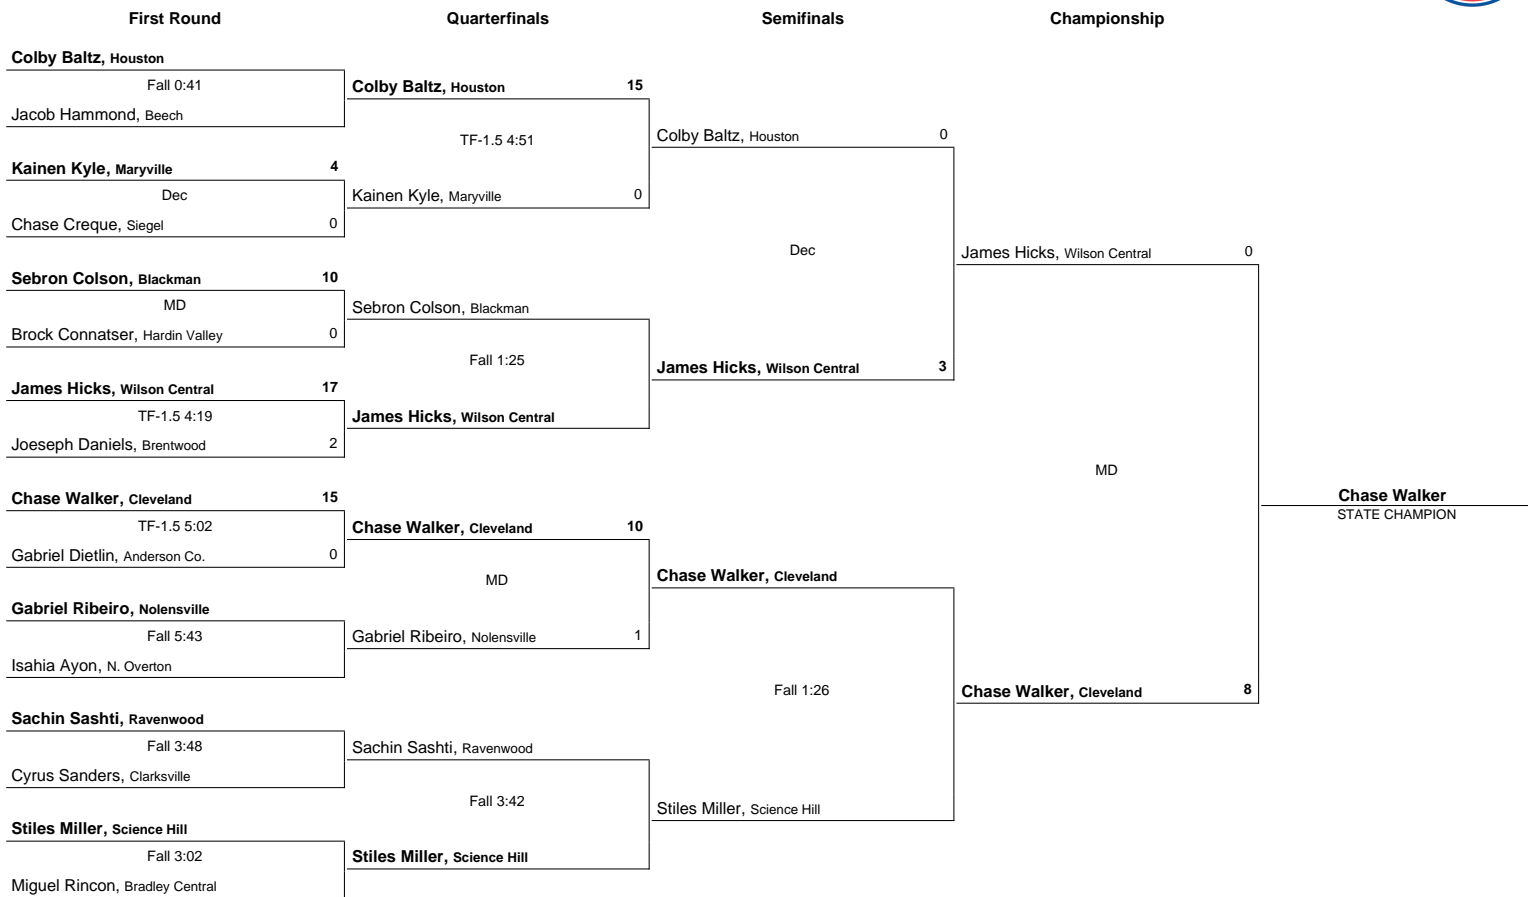 First Round
Quarterfinals
Semifinals
Championship
Colby Baltz, Houston
Fall 0:41
Jacob Hammond, Beech
Kainen Kyle, Maryville 4
Dec
Chase Creque, Siegel 0
Sebron Colson, Blackman 10
MD
Brock Connatser, Hardin Valley 0
James Hicks, Wilson Central 17
TF-1.5 4:19
Joeseph Daniels, Brentwood 2
Chase Walker, Cleveland 15
TF-1.5 5:02
Gabriel Dietlin, Anderson Co. 0
Gabriel Ribeiro, Nolensville
Fall 5:43
Isahia Ayon, N. Overton
Sachin Sashti, Ravenwood
Fall 3:48
Cyrus Sanders, Clarksville
Stiles Miller, Science Hill
Fall 3:02
Miguel Rincon, Bradley Central
Colby Baltz, Houston 15
TF-1.5 4:51
Kainen Kyle, Maryville 0
Sebron Colson, Blackman
Fall 1:25
James Hicks, Wilson Central
Chase Walker, Cleveland 10
MD
Gabriel Ribeiro, Nolensville 1
Sachin Sashti, Ravenwood
Fall 3:42
Stiles Miller, Science Hill
Colby Baltz, Houston 0
Dec
James Hicks, Wilson Central 3
Chase Walker, Cleveland
Fall 1:26
Stiles Miller, Science Hill
James Hicks, Wilson Central 0
MD
Chase Walker, Cleveland 8
Chase Walker
STATE CHAMPION